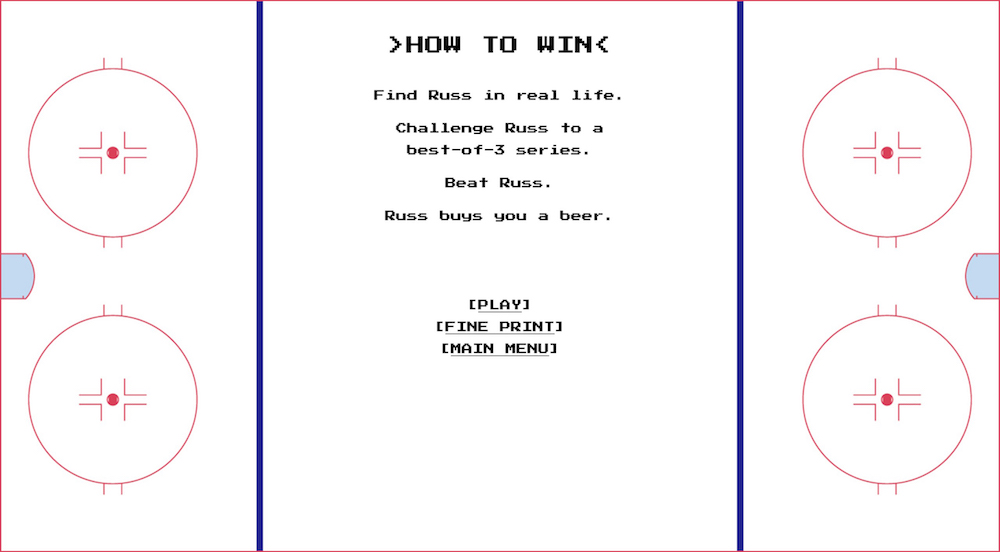 >HOW TO WIN<
Find Russ in real life.
Challenge Russ to a
best-of-3 series.
Beat Russ.
Russ buys you a beer.
[PLAY]
[FINE PRINT]
[MAIN MENU]